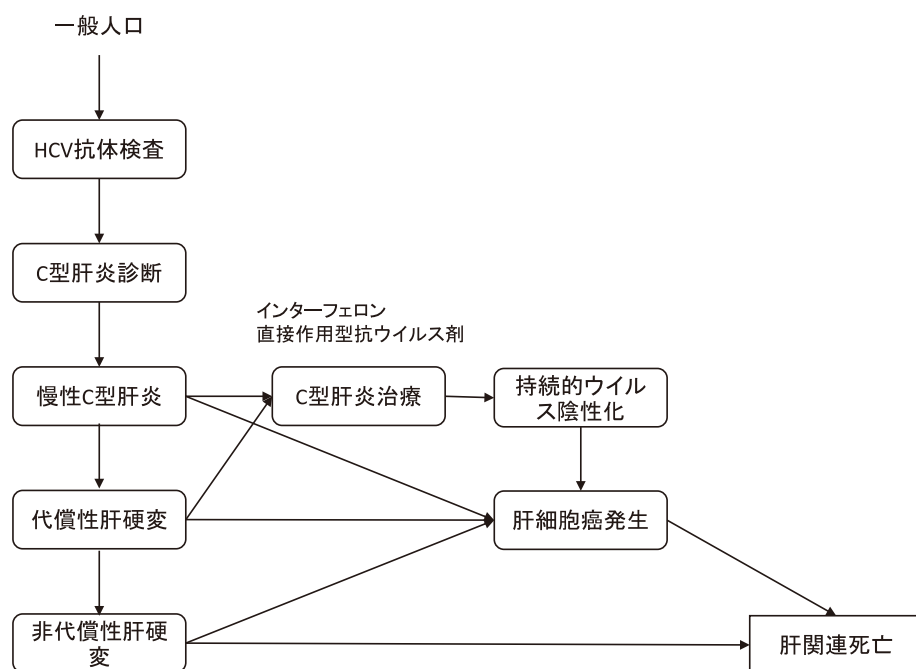 一般人口
HCV抗体検査
C型肝炎診断
インターフェロン
直接作用型抗ウイルス剤
慢性C型肝炎
C型肝炎治療
持続的ウイル
ス陰性化
代償性肝硬変
肝細胞癌発生
非代償性肝硬
変
肝関連死亡